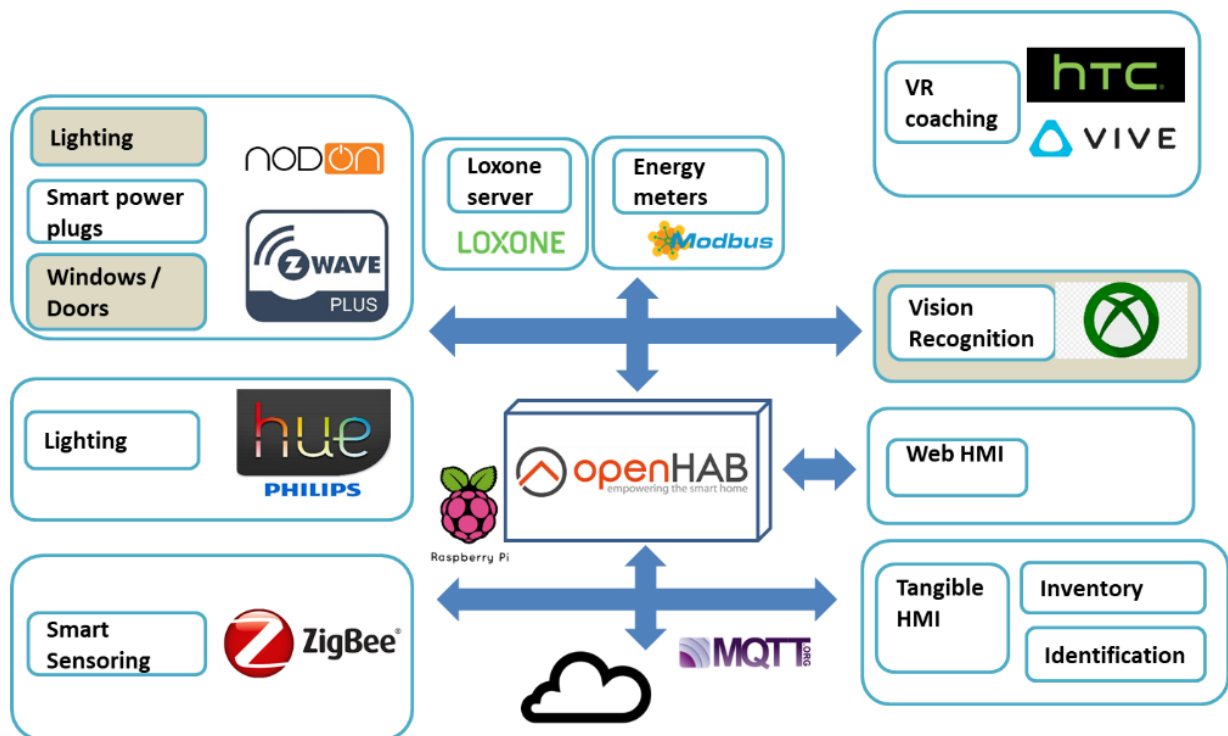 Lighting
Smart power
plugs
Windows /
Doors
NODON
Z WAVE
PLUS
Loxone
server
LOXONE
Energy
meters
Modbus
VR
coaching
hTC
VIVE
Vision
Recognition
Lighting
hue
PHILIPS
Raspberry Pi
openHAB
empowering the smart home
Web HMI
Smart
Sensoring
Z ZigBee®
MQTT
.ORG
Tangible
HMI
Inventory
Identification